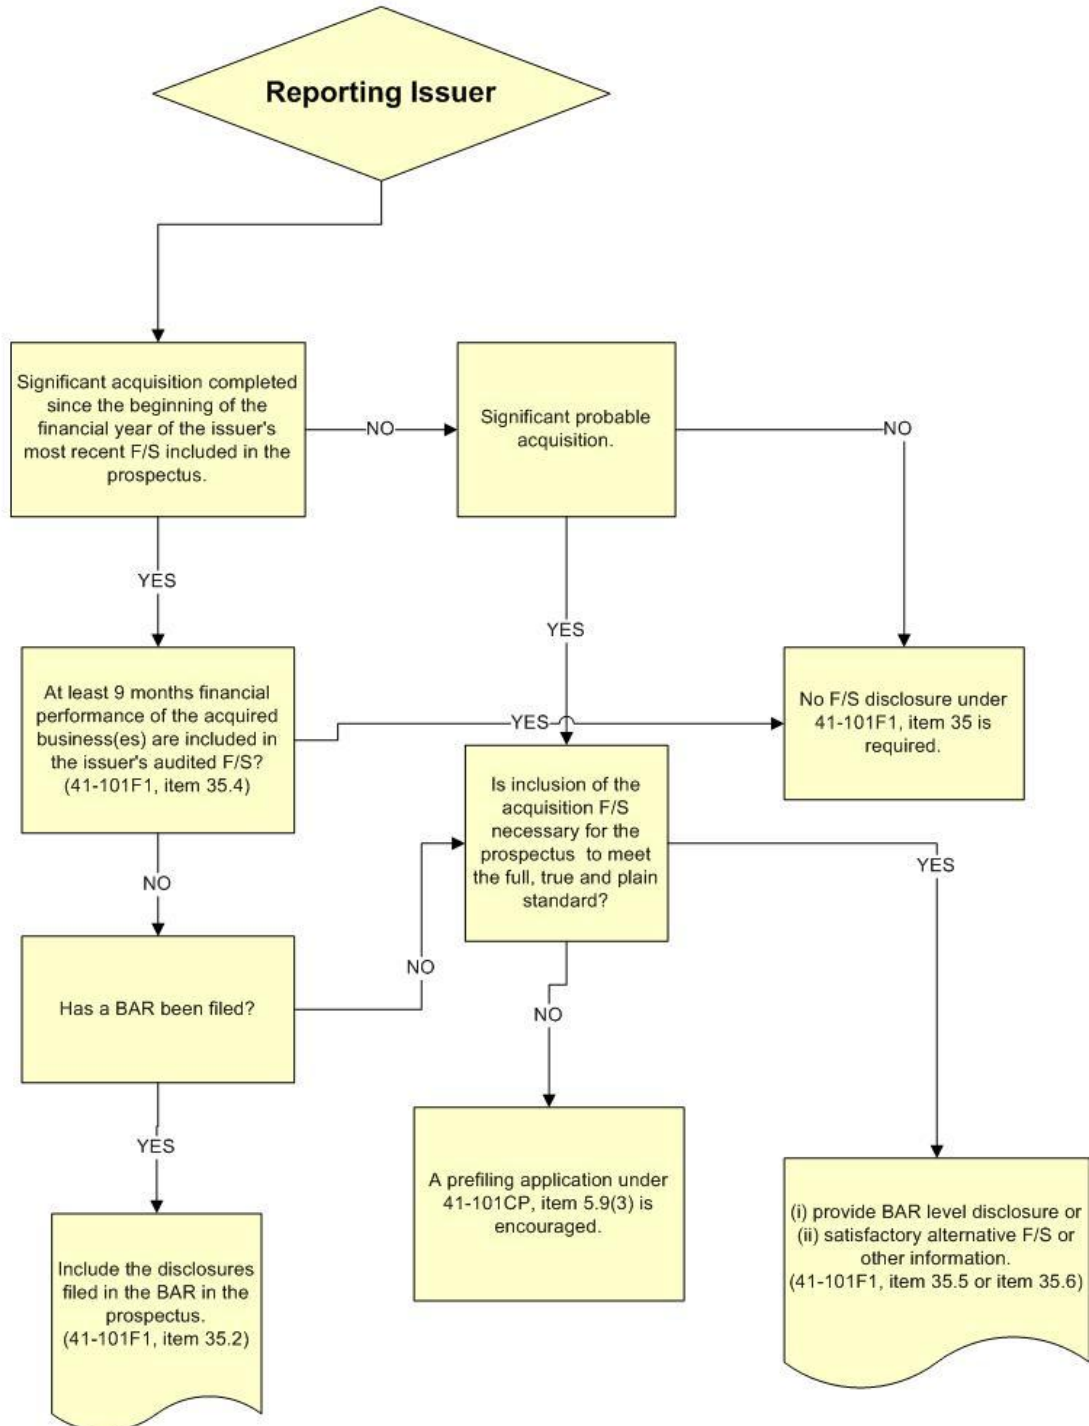 Reporting Issuer
Significant acquisition completed
since the beginning of the
financial year of the issuer's
most recent F/S included in the
prospectus.
NO
Significant probable
acquisition.
NO
YES
YES
At least 9 months financial
performance of the acquired
business(es) are included in
the issuer's audited F/S?
(41-101F1, item 35.4)
YES
No F/S disclosure under
41-101F1, item 35 is
required.
Is inclusion of the
acquisition F/S
necessary for the
prospectus to meet
the full, true and plain
standard?
YES
NO
Has a BAR been filed?
NO
NO
YES
A prefiling application under
41-101CP, item 5.9(3) is
encouraged.
(i) provide BAR level disclosure or
(ii) satisfactory alternative F/S or
other information.
(41-101F1, item 35.5 or item 35.6)
Include the disclosures
filed in the BAR in the
prospectus.
(41-101F1, item 35.2)